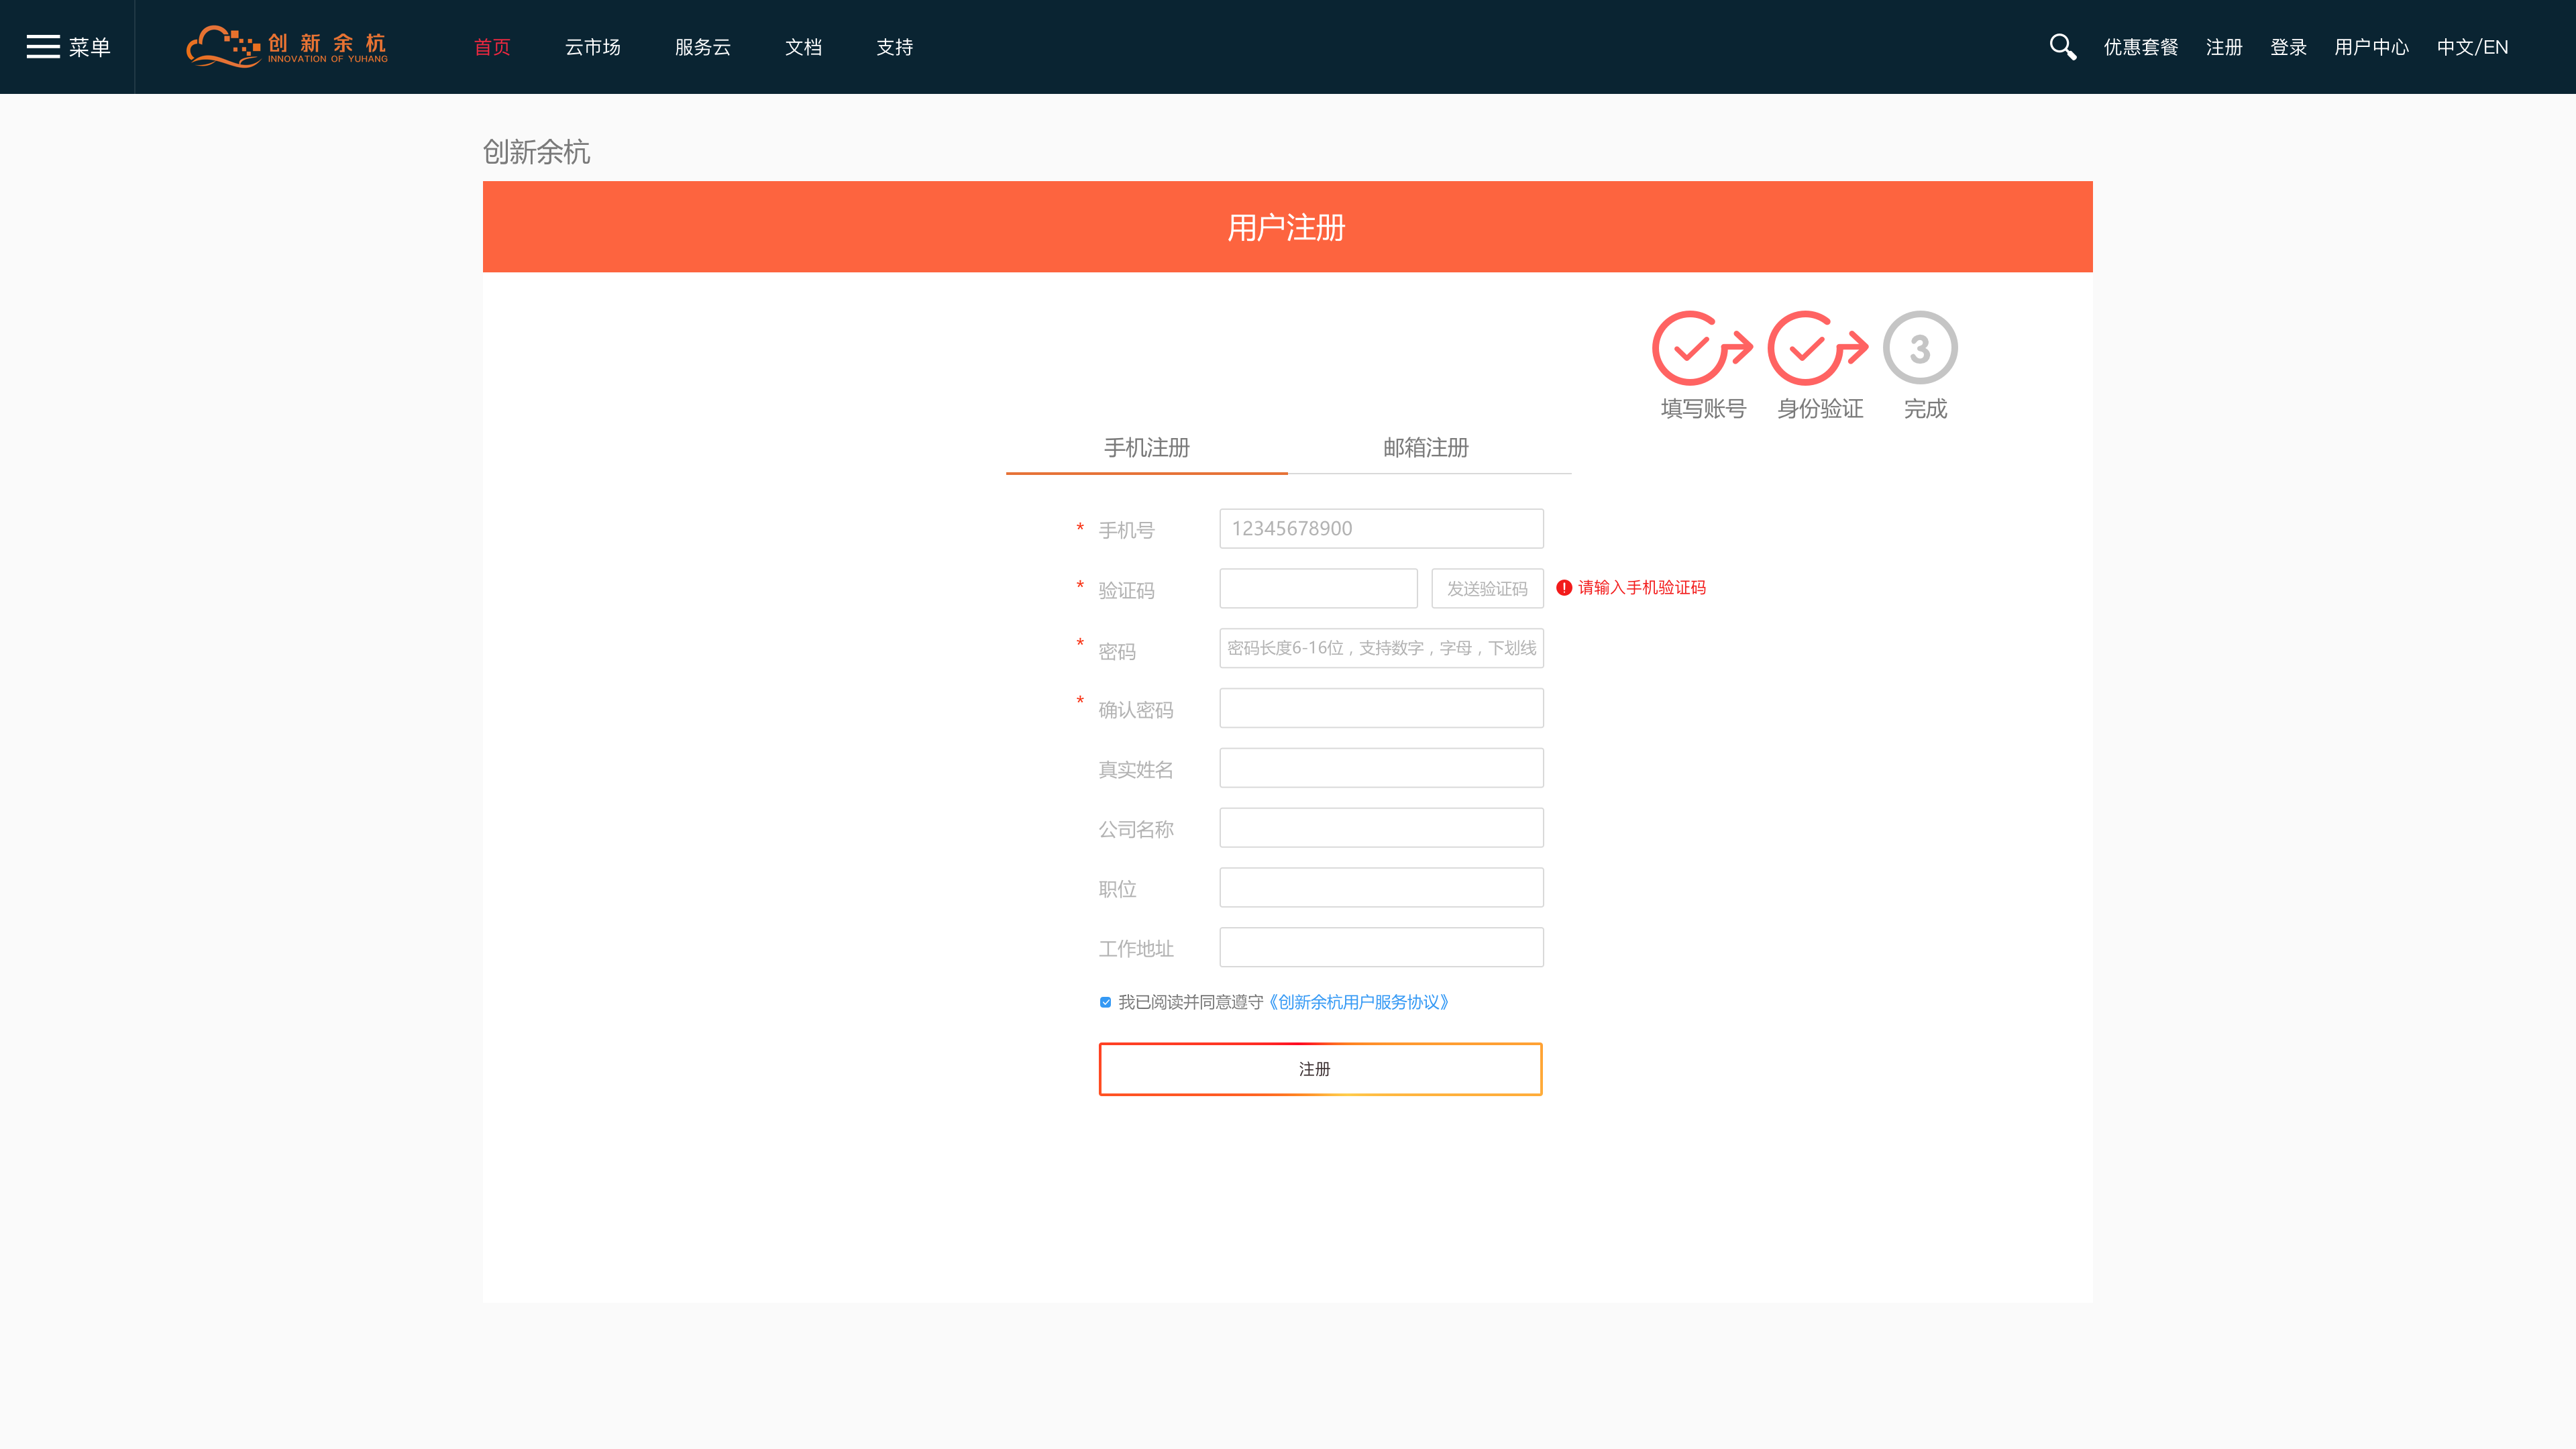 菜单
创新余杭
INNOVATION OF YUHANG
首页 云市场 服务云 文档 支持
优惠套餐 注册 登录 用户中心 中文/EN
创新余杭
用户注册
3
填写账号 身份验证 完成
手机注册 邮箱注册
* 手机号 12345678900
* 验证码 发送验证码 请输入手机验证码
* 密码 密码长度6-16位，支持数字，字母，下划线
* 确认密码
真实姓名
公司名称
职位
工作地址
我已阅读并同意遵守《创新余杭用户服务协议》
注册